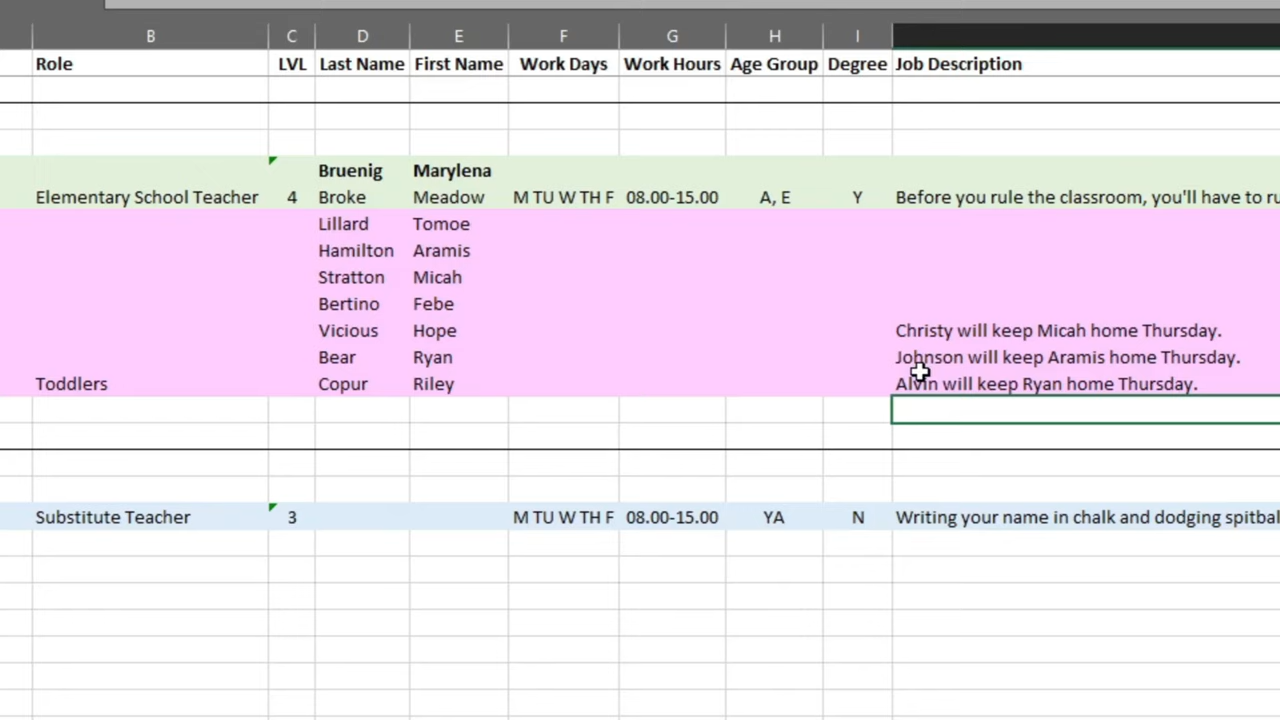 B C D E F G H I
Role LVL Last Name First Name Work Days Work Hours Age Group Degree Job Description
Bruenig Marylena
Elementary School Teacher 4 Broke Meadow M TU W TH F 08.00-15.00 A, E Y Before you rule the classroom, you'll have to ru
Lillard Tomoe
Hamilton Aramis
Stratton Micah
Bertino Febe
Vicious Hope Christy will keep Micah home Thursday.
Bear Ryan Johnson will keep Aramis home Thursday.
Toddlers Copur Riley Alvin will keep Ryan home Thursday.
Substitute Teacher 3 M TU W TH F 08.00-15.00 YA N Writing your name in chalk and dodging spitbal